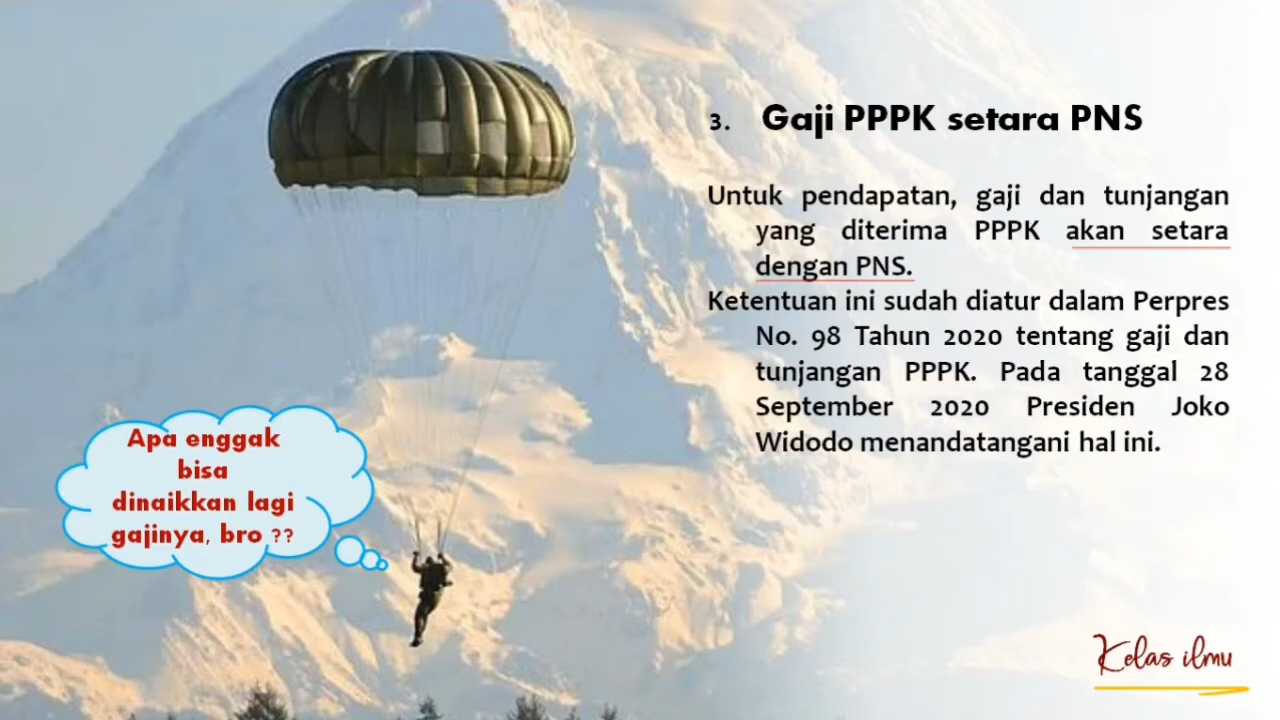 3. Gaji PPPK setara PNS
Untuk pendapatan, gaji dan tunjangan
yang diterima PPPK akan setara
dengan PNS.
Ketentuan ini sudah diatur dalam Perpres
No. 98 Tahun 2020 tentang gaji dan
tunjangan PPPK. Pada tanggal 28
September 2020 Presiden Joko
Widodo menandatangani hal ini.
Apa enggak
bisa
dinaikkan lagi
gajinya, bro ??
Kelas ilmu